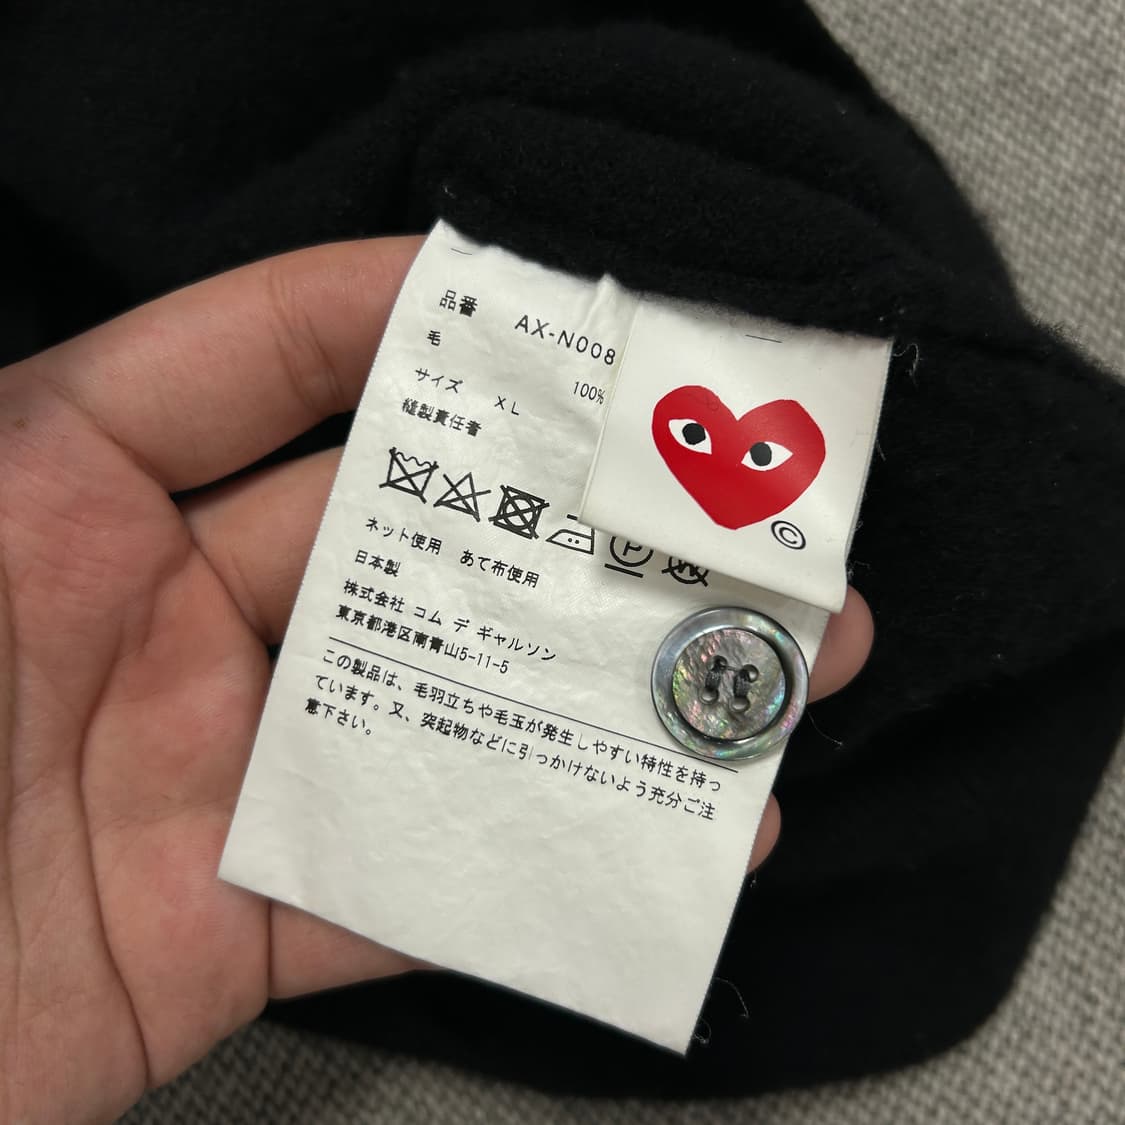 品番 AX-N008
毛 100%
サイズ XL
縫製責任者
ネット使用 あて布使用
日本製
株式会社 コム デ ギャルソン
東京都港区南青山5-11-5
この製品は、毛羽立ちや毛玉が発生しやすい特性を持っ
ています。又、突起物などに引っかけないよう充分ご注
意下さい。
©
P
W